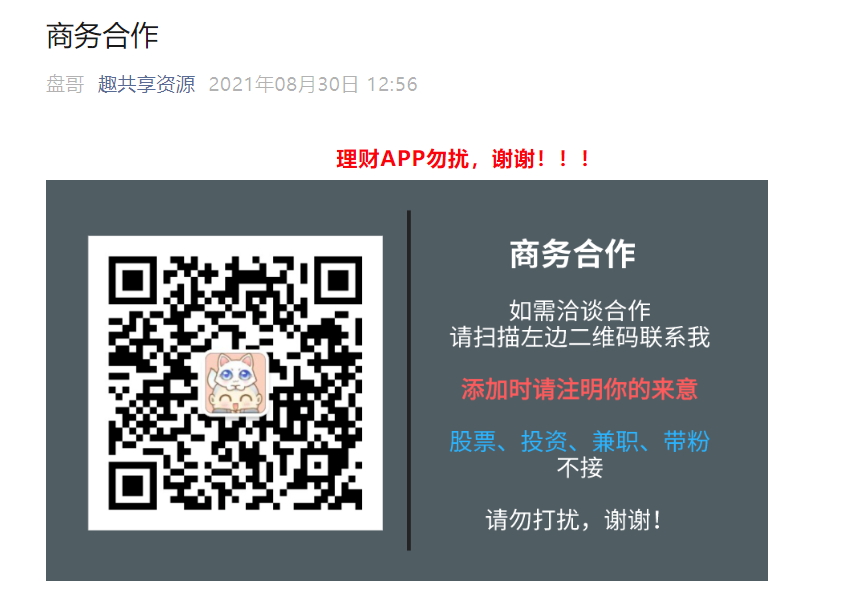 商务合作
盘哥 趣共享资源 2021年08月30日 12:56
理财APP勿扰，谢谢！！！
商务合作
如需洽谈合作
请扫描左边二维码联系我
添加时请注明你的来意
股票、投资、兼职、带粉
不接
请勿打扰，谢谢！